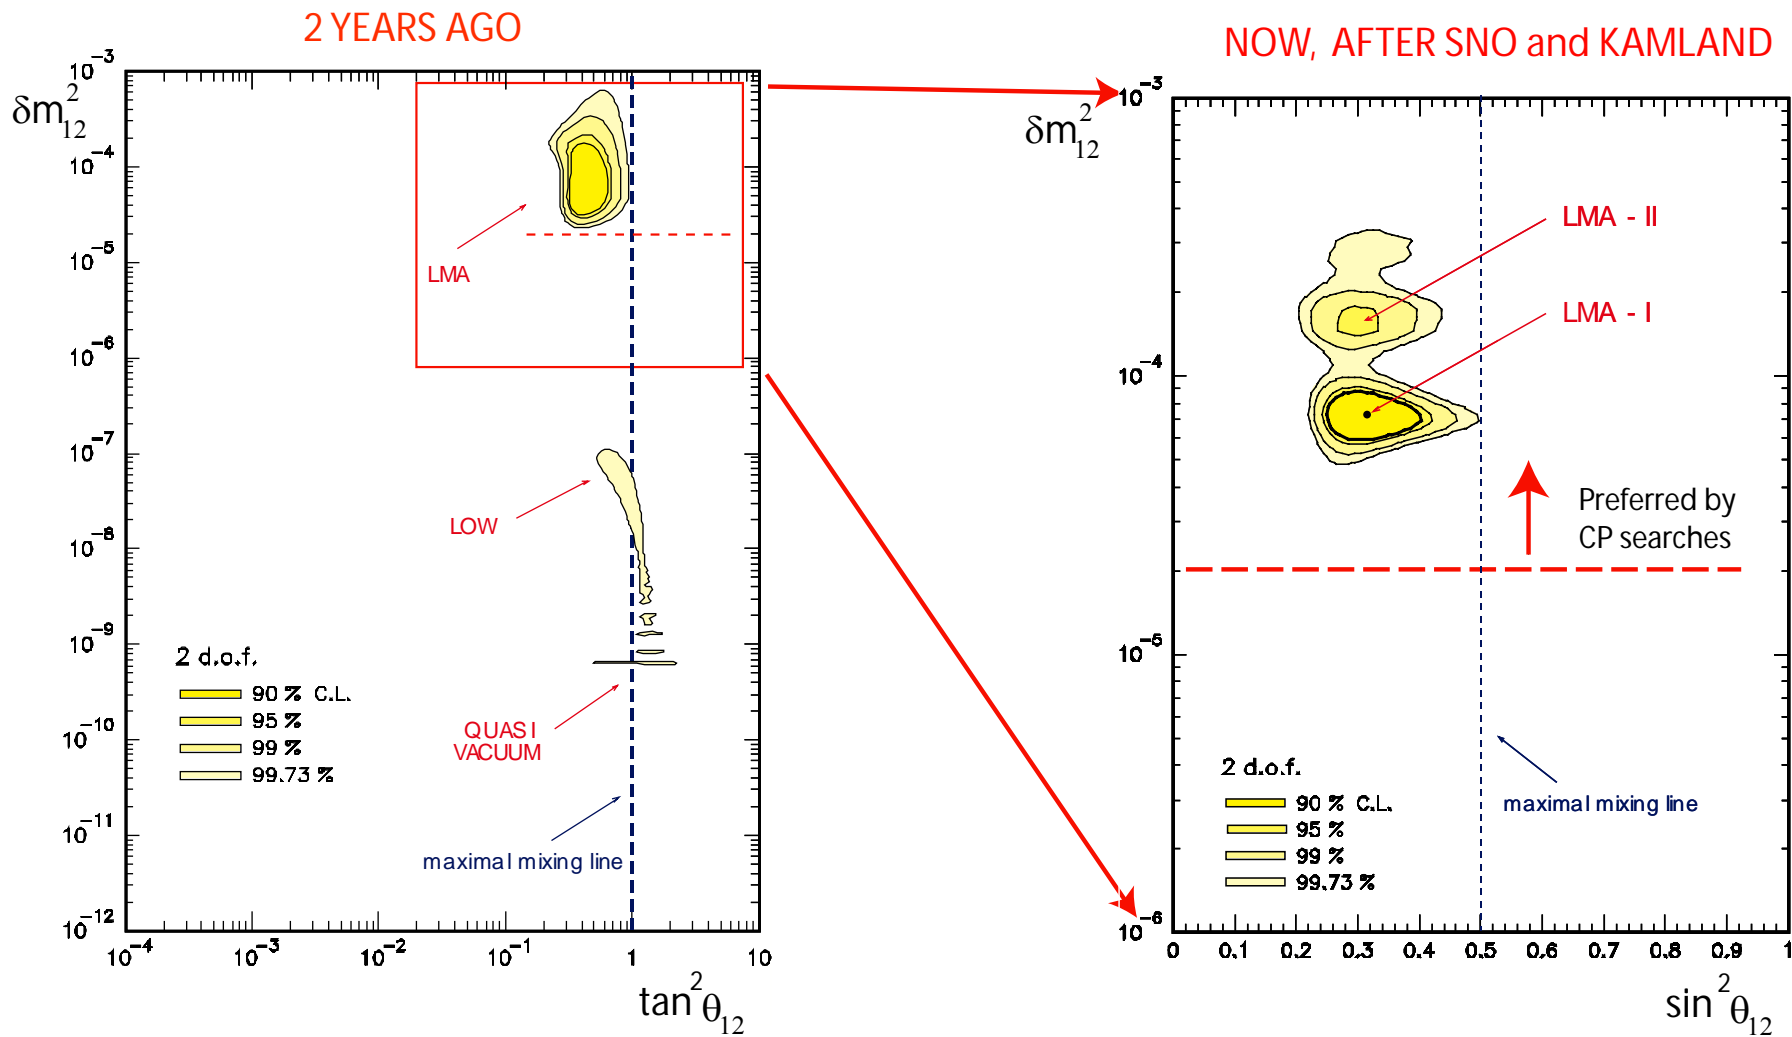 2 YEARS AGO
10⁻³
δm²₁₂
10⁻⁴
10⁻⁵
LMA
10⁻⁶
10⁻⁷
LOW
10⁻⁸
10⁻⁹
2 d.o.f.
90 % C.L.
95 %
99 %
99.73 %
QUASI
VACUUM
10⁻¹⁰
10⁻¹¹
maximal mixing line
10⁻¹²
10⁻⁴ 10⁻³ 10⁻² 10⁻¹ 1 10
tan²θ₁₂
NOW, AFTER SNO and KAMLAND
10⁻³
δm²₁₂
LMA - II
LMA - I
10⁻⁴
Preferred by
CP searches
10⁻⁵
2 d.o.f.
90 % C.L.
95 %
99 %
99.73 %
maximal mixing line
10⁻⁶
0 0.1 0.2 0.3 0.4 0.5 0.6 0.7 0.8 0.9 1
sin²θ₁₂